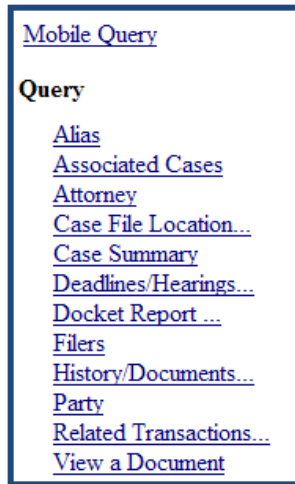 Mobile Query
Query
Alias
Associated Cases
Attorney
Case File Location...
Case Summary
Deadlines/Hearings...
Docket Report ...
Filers
History/Documents...
Party
Related Transactions...
View a Document